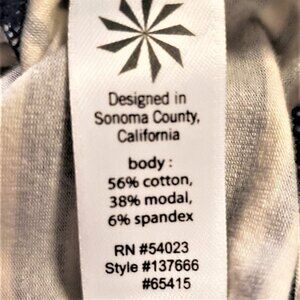 Designed in
Sonoma County,
California
body :
56% cotton,
38% modal,
6% spandex
RN #54023
Style #137666
#65415